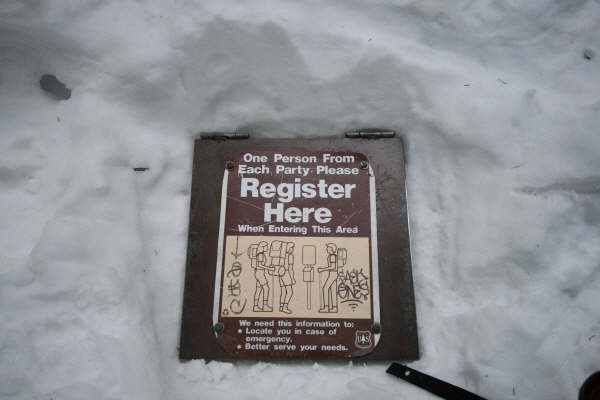 One Person From
Each Party Please
Register
Here
When Entering This Area
We need this information to:
• Locate you in case of
emergency.
• Better serve your needs.
US